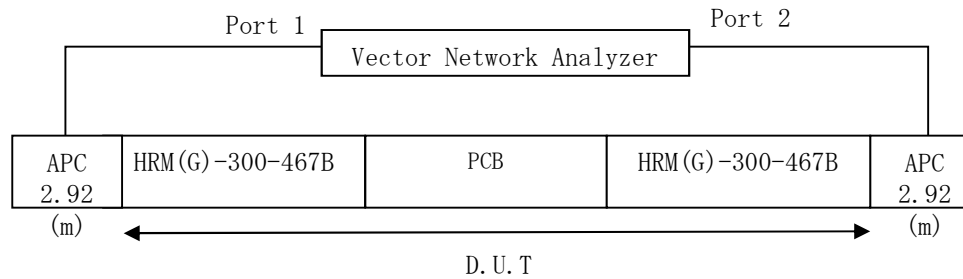 Port 1
Port 2
Vector Network Analyzer
APC
2.92
(m)
HRM(G)-300-467B
PCB
HRM(G)-300-467B
APC
2.92
(m)
D.U.T